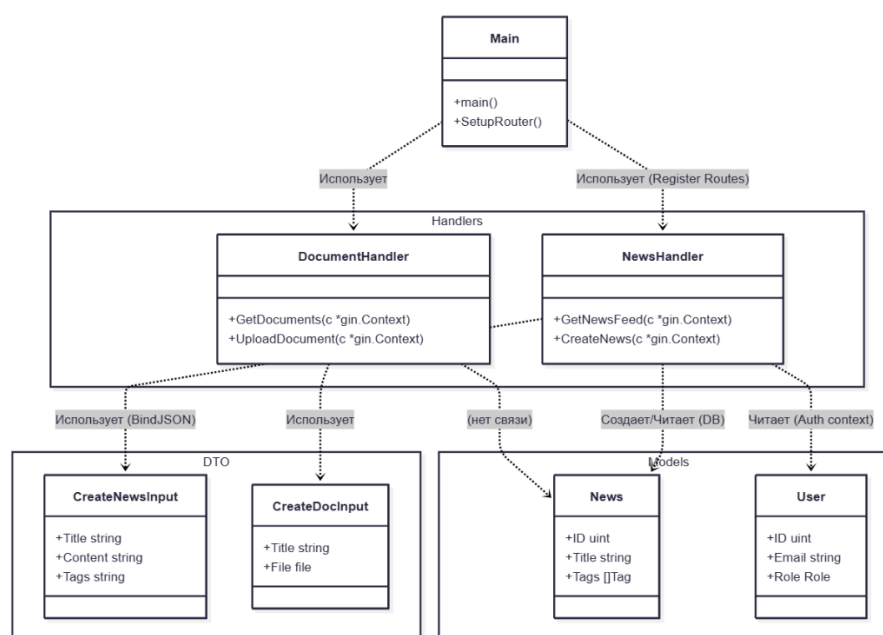 Main
+main()
+SetupRouter()
Использует
Использует (Register Routes)
Handlers
DocumentHandler
+GetDocuments(c *gin.Context)
+UploadDocument(c *gin.Context)
NewsHandler
+GetNewsFeed(c *gin.Context)
+CreateNews(c *gin.Context)
Использует (BindJSON)
Использует
(нет связи)
Создает/Читает (DB)
Читает (Auth context)
DTO
CreateNewsInput
+Title string
+Content string
+Tags string
CreateDocInput
+Title string
+File file
Models
News
+ID uint
+Title string
+Tags []Tag
User
+ID uint
+Email string
+Role Role